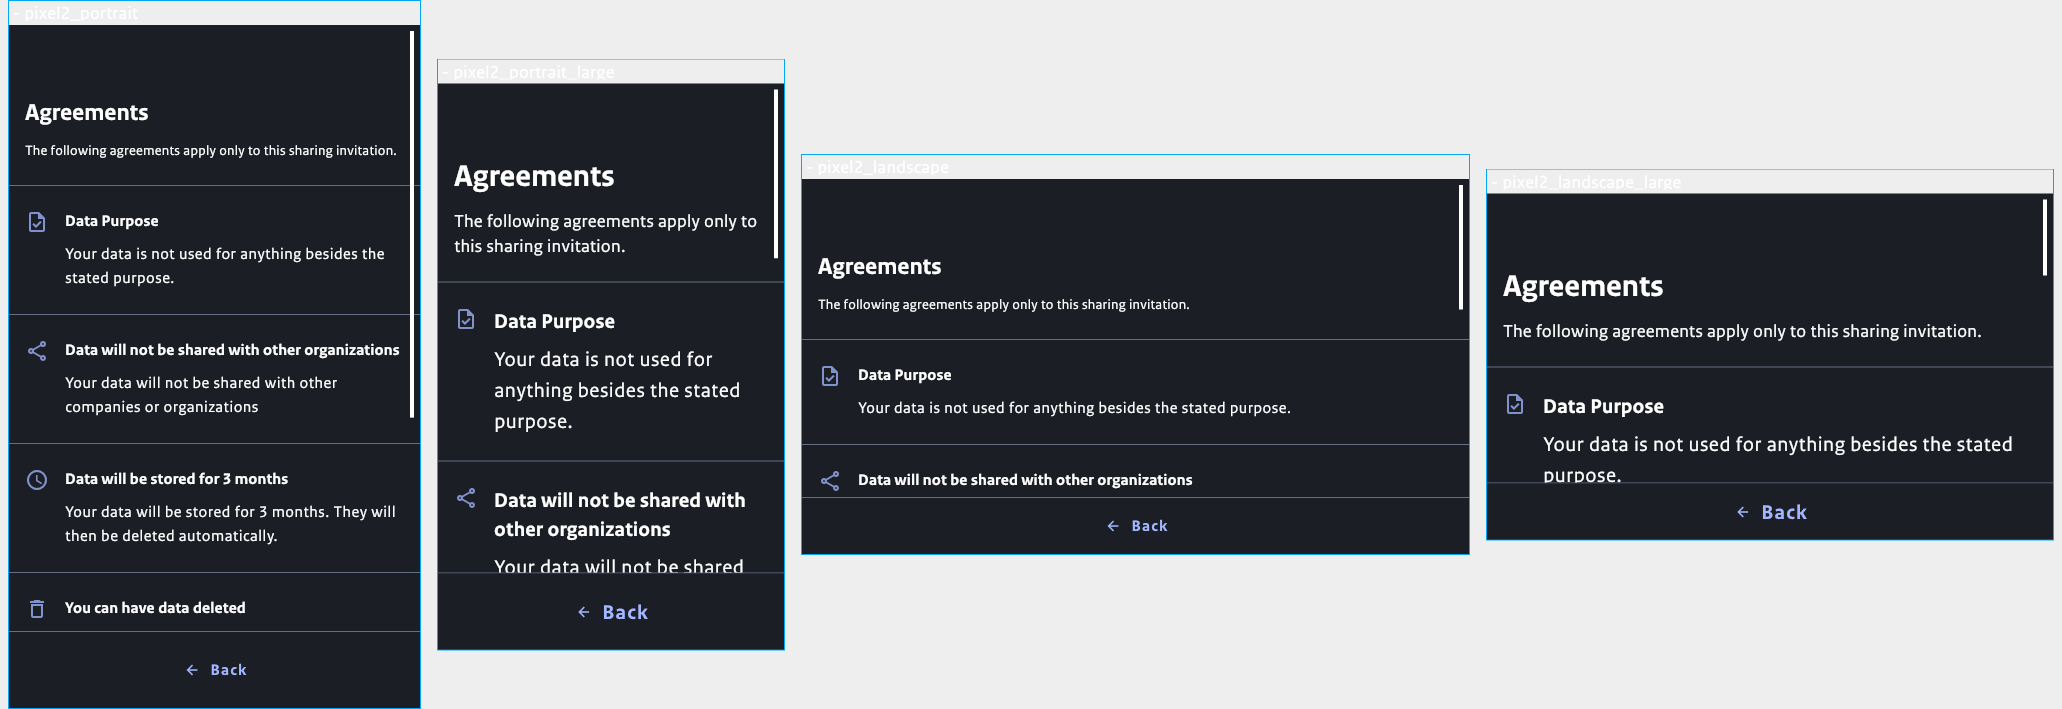 - pixel2_portrait
Agreements
The following agreements apply only to this sharing invitation.
Data Purpose
Your data is not used for anything besides the
stated purpose.
Data will not be shared with other organizations
Your data will not be shared with other
companies or organizations
Data will be stored for 3 months
Your data will be stored for 3 months. They will
then be deleted automatically.
You can have data deleted
Back
- pixel2_portrait_large
Agreements
The following agreements apply only to
this sharing invitation.
Data Purpose
Your data is not used for
anything besides the stated
purpose.
Data will not be shared with
other organizations
Your data will not be shared
Back
- pixel2_landscape
Agreements
The following agreements apply only to this sharing invitation.
Data Purpose
Your data is not used for anything besides the stated purpose.
Data will not be shared with other organizations
Back
- pixel2_landscape_large
Agreements
The following agreements apply only to this sharing invitation.
Data Purpose
Your data is not used for anything besides the stated
purpose.
Back